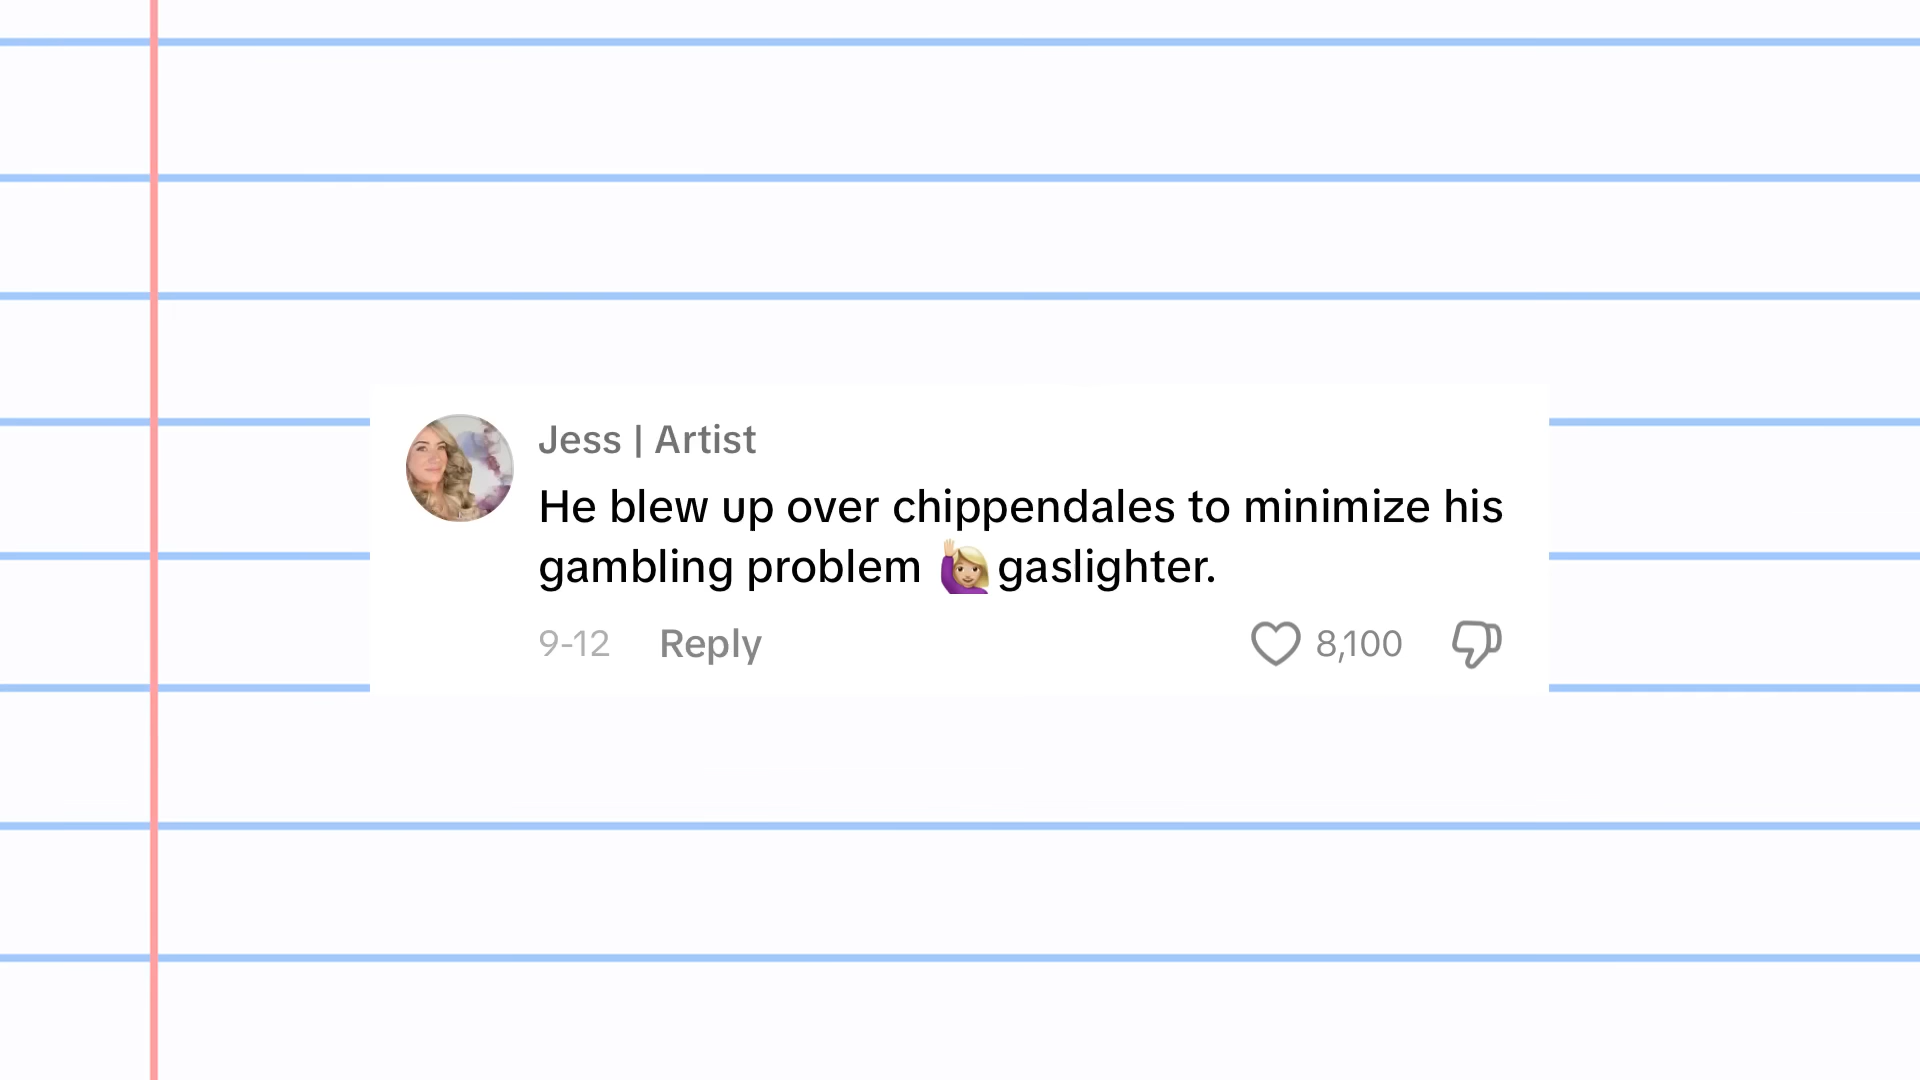 Jess | Artist
He blew up over chippendales to minimize his
gambling problem 🙋🏼‍♀️ gaslighter.
9-12 Reply 8,100